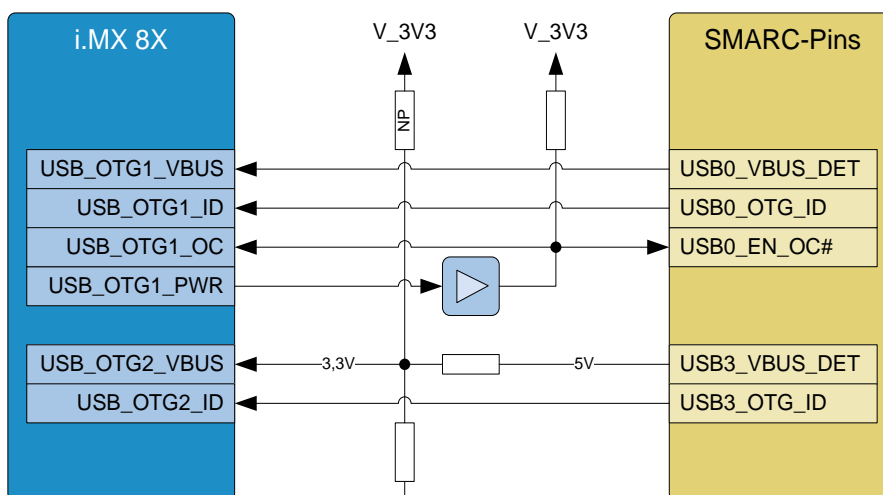 i.MX 8X
V_3V3
V_3V3
SMARC-Pins
NP
USB_OTG1_VBUS
USB0_VBUS_DET
USB_OTG1_ID
USB0_OTG_ID
USB_OTG1_OC
USB0_EN_OC#
USB_OTG1_PWR
USB_OTG2_VBUS
3,3V
5V
USB3_VBUS_DET
USB_OTG2_ID
USB3_OTG_ID